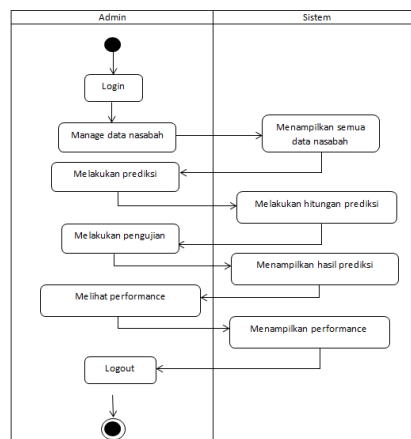 Admin
Sistem
Login
Manage data nasabah
Menampilkan semua
data nasabah
Melakukan prediksi
Melakukan hitungan prediksi
Melakukan pengujian
Menampilkan hasil prediksi
Melihat performance
Menampilkan performance
Logout